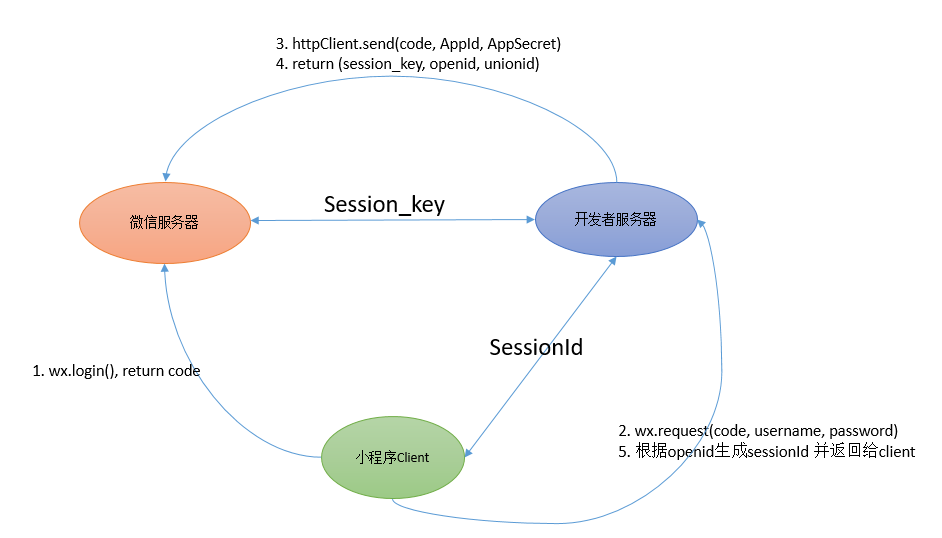 3. httpClient.send(code, AppId, AppSecret)
4. return (session_key, openid, unionid)
微信服务器
Session_key
开发者服务器
SessionId
1. wx.login(), return code
小程序Client
2. wx.request(code, username, password)
5. 根据openid生成sessionId 并返回给client